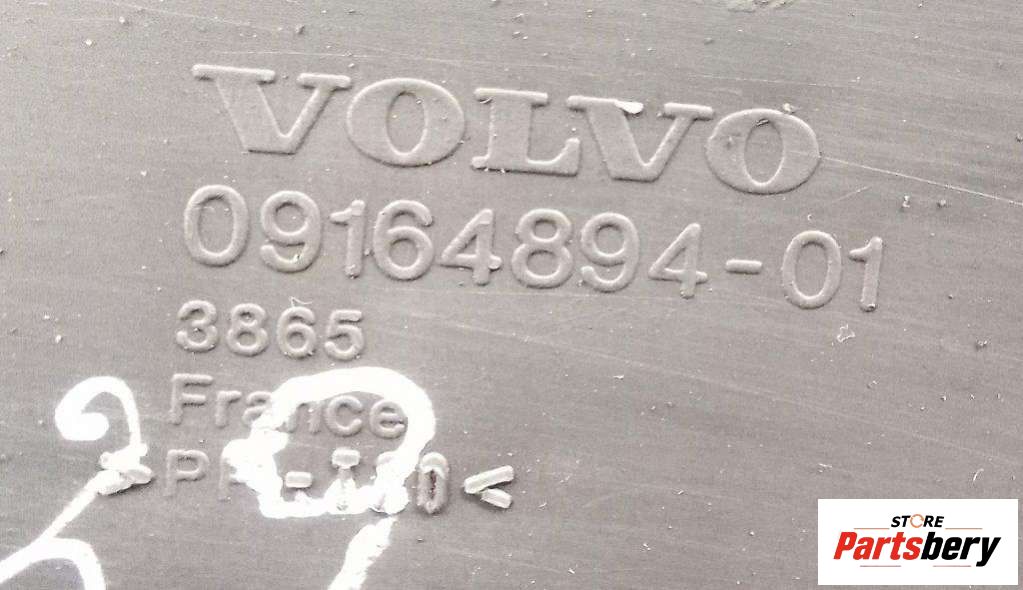 VOLVO
09164894-01
3865
France
STORE
Partsbery